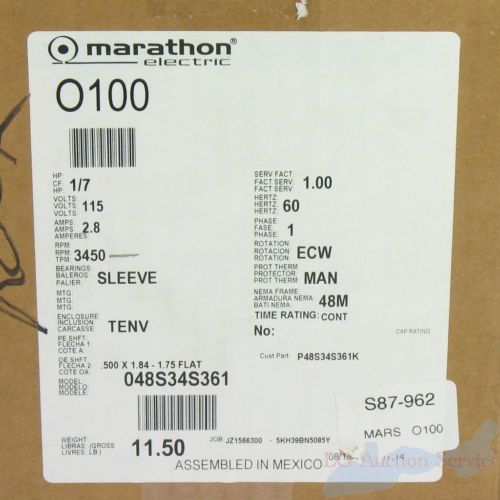 marathon®
electric
O100
HP
CF
HP 1/7
VOLTS:
VOLTS: 115
VOLTS:
AMPS:
AMPS: 2.8
AMPERES:
RPM:
RPM: 3450
TPM:
BEARINGS:
BALEROS: SLEEVE
PALIER:
MTG:
MTG:
MTG:
ENCLOSURE
INCLUSION TENV
CARCASSE
PE SHFT
FLECHA 1:
COTE A:
OE SHFT
FLECHA 2: .500 X 1.84 - 1.75 FLAT
COTE OA:
MODEL
MODELO: 048S34S361
MODELE:
WEIGHT:
LIBRAS: (GROSS 11.50
LIVRES: LB.)
SERV FACT:
FACT SERV: 1.00
FACT SERV:
HERTZ:
HERTZ: 60
HERTZ:
PHASE:
FASE: 1
PHASE:
ROTATION
ROTACION ECW
ROTATION
PROT THERM
PROTECTOR: MAN
PROT THERM:
NEMA FRAME
ARMADURA NEMA: 48M
BATI NEMA:
TIME RATING: CONT
No:
CAP RATING
Cust Part P48S34S361K
JOB JZ1566300 - 5KH39BN5085Y
ASSEMBLED IN MEXICO
S87-962
MARS O100
LG Auction Service